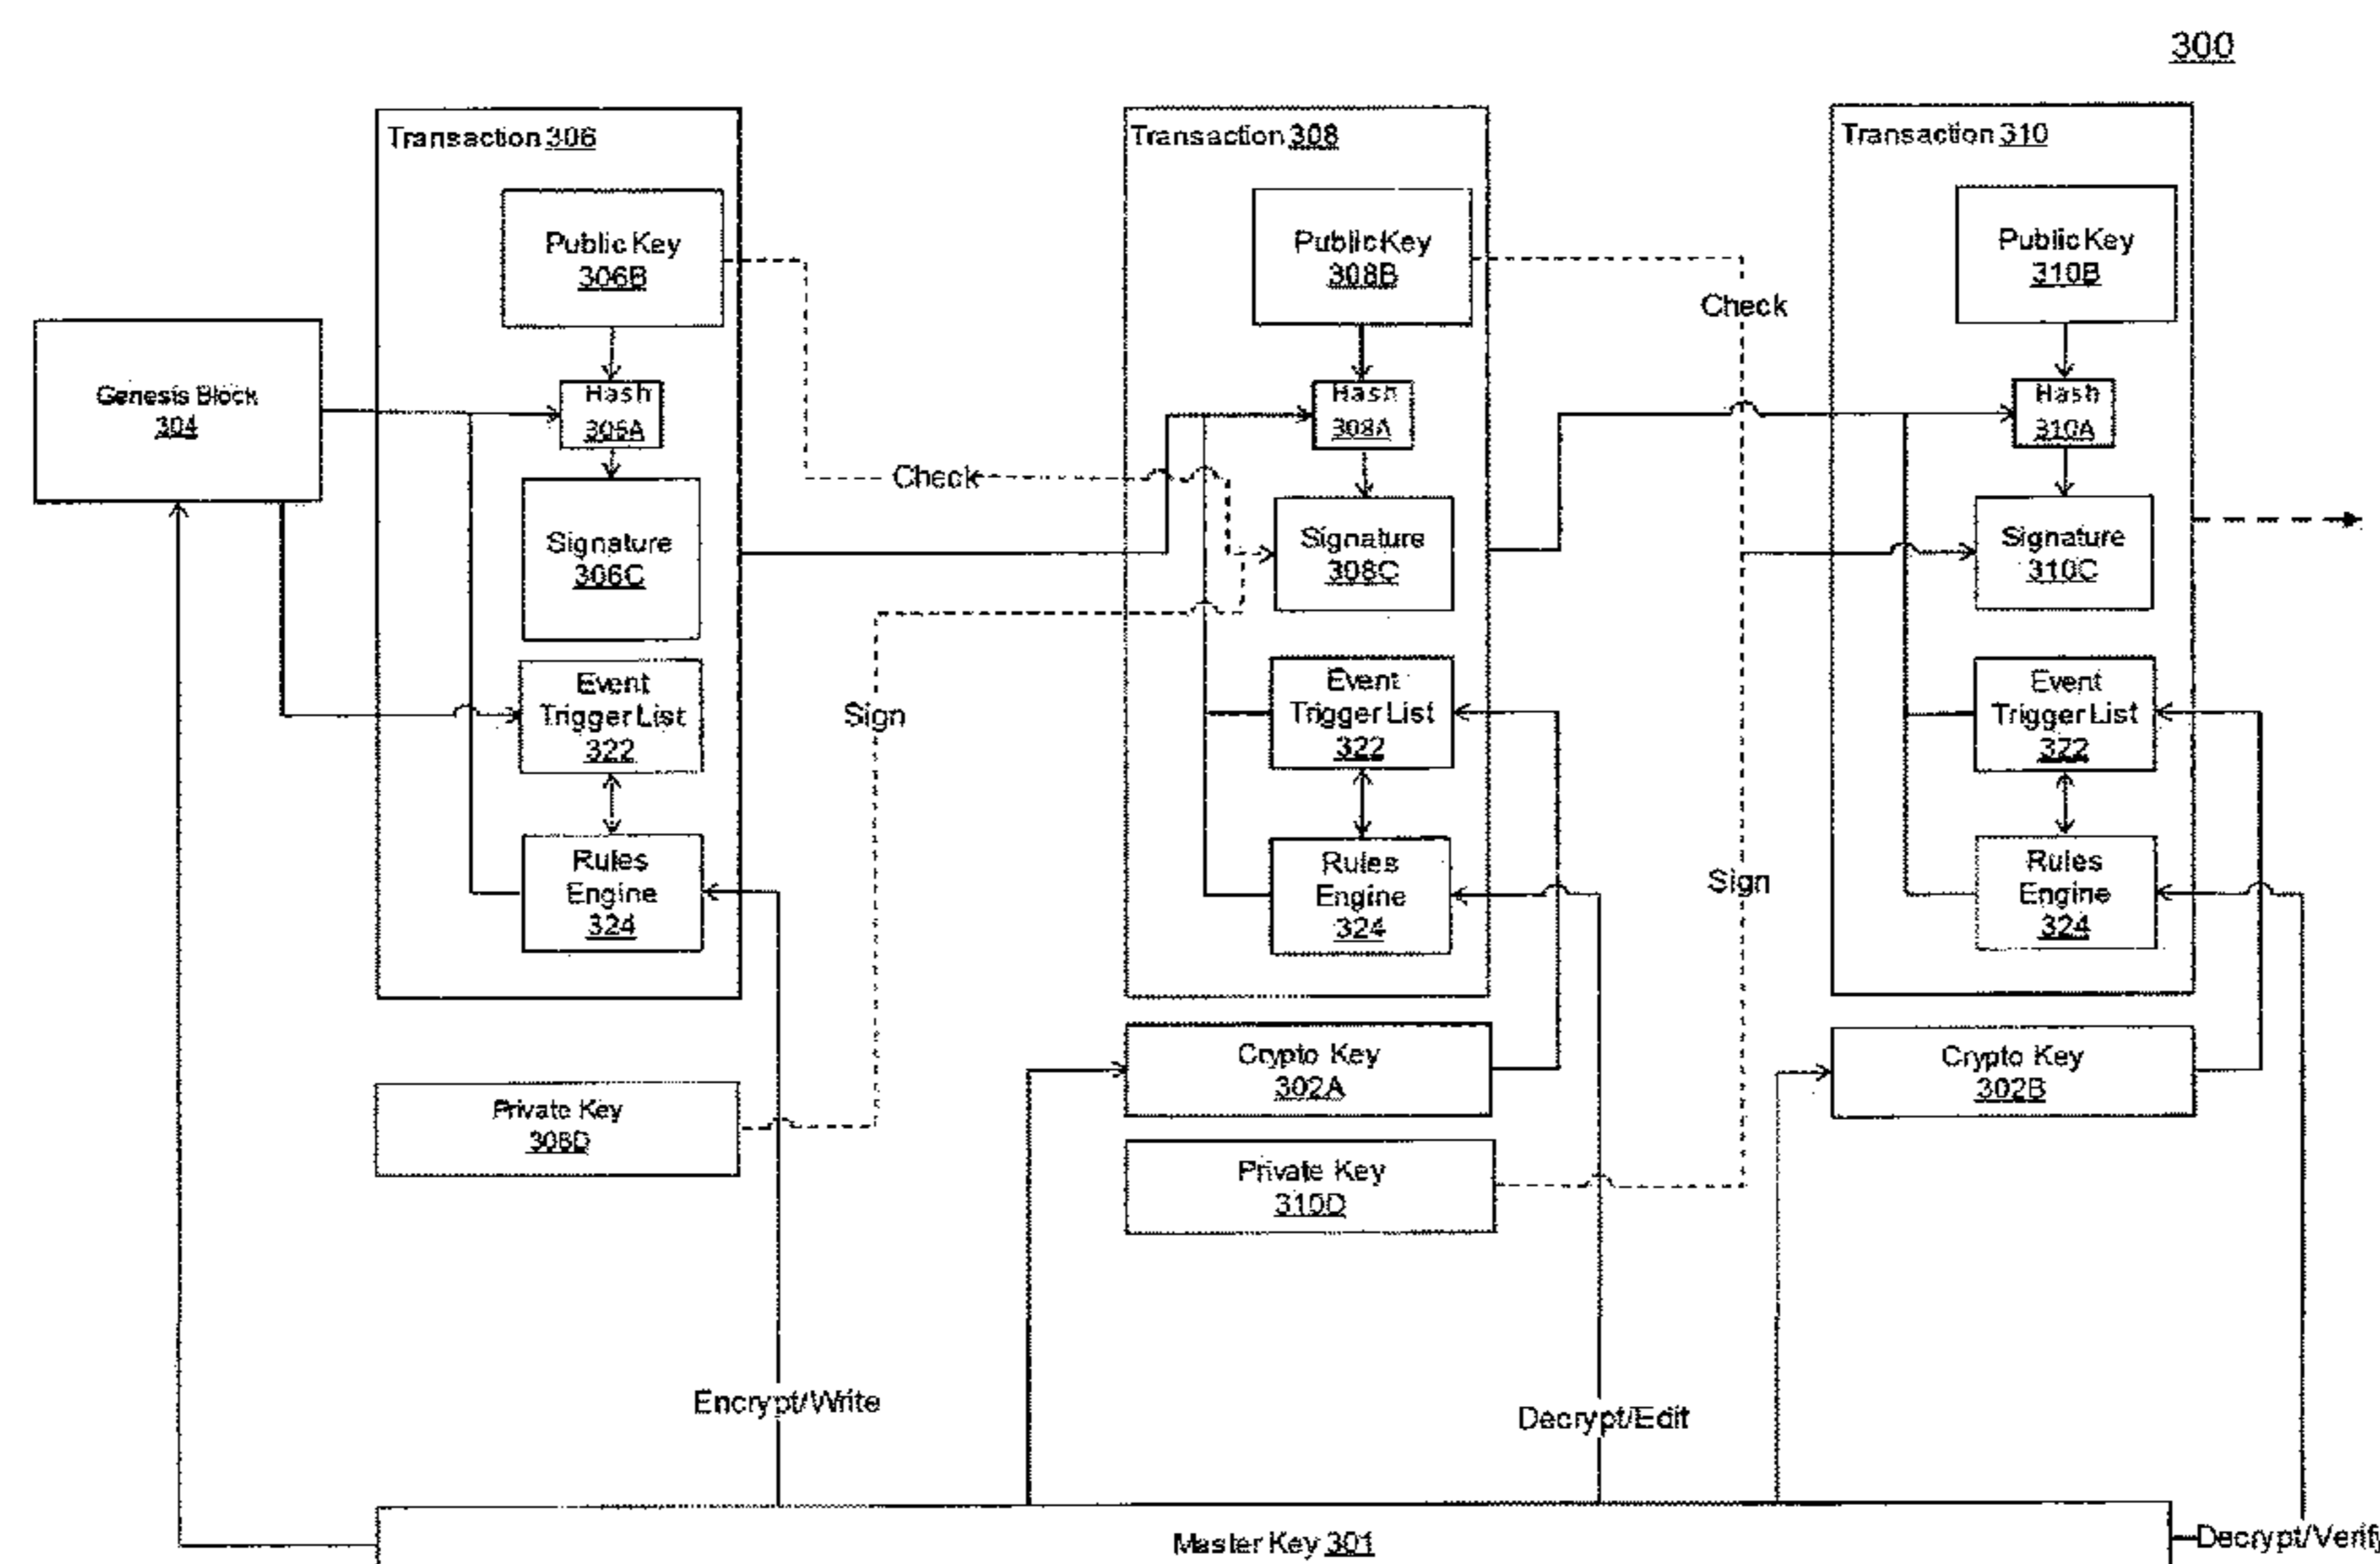 300
Transaction 306
Public Key
306B
Hash
306A
Signature
306C
Event
Trigger List
322
Rules
Engine
324
Genesis Block
304
Transaction 308
Public Key
308B
Hash
308A
Signature
308C
Event
Trigger List
322
Rules
Engine
324
Transaction 310
Public Key
310B
Hash
310A
Signature
310C
Event
Trigger List
322
Rules
Engine
324
Check
Check
Sign
Sign
Private Key
308D
Crypto Key
302A
Private Key
310D
Crypto Key
302B
Encrypt/Write
Decrypt/Edit
Decrypt/Verify
Master Key 301